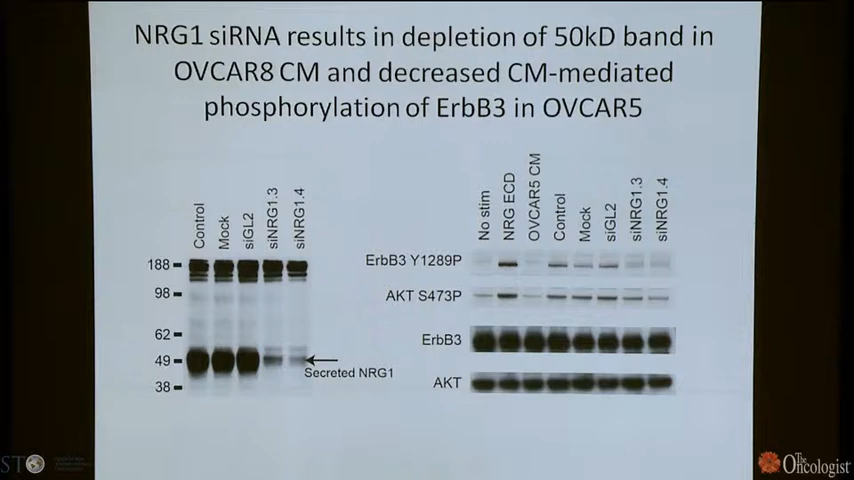 NRG1 siRNA results in depletion of 50kD band in
OVCAR8 CM and decreased CM-mediated
phosphorylation of ErbB3 in OVCAR5
Control
Mock
siGL2
siNRG1.3
siNRG1.4
188
98
62
49
38
Secreted NRG1
No stim
NRG ECD
OVCAR5 CM
Control
Mock
siGL2
siNRG1.3
siNRG1.4
ErbB3 Y1289P
AKT S473P
ErbB3
AKT
The
Oncologist